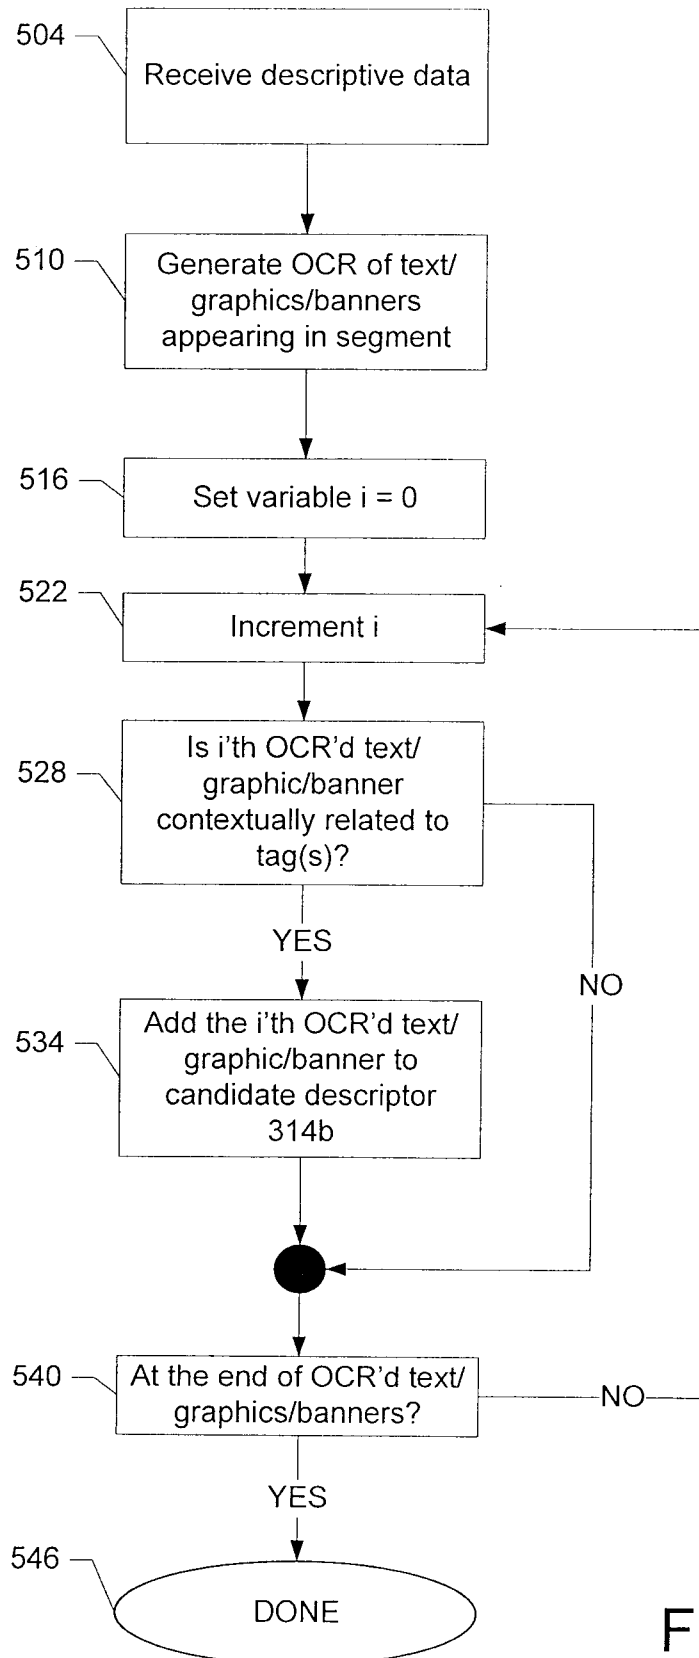 504
Receive descriptive data
510
Generate OCR of text/
graphics/banners
appearing in segment
516
Set variable i = 0
522
Increment i
528
Is i'th OCR'd text/
graphic/banner
contextually related to
tag(s)?
YES
NO
534
Add the i'th OCR'd text/
graphic/banner to
candidate descriptor
314b
540
At the end of OCR'd text/
graphics/banners?
NO
YES
546
DONE
F